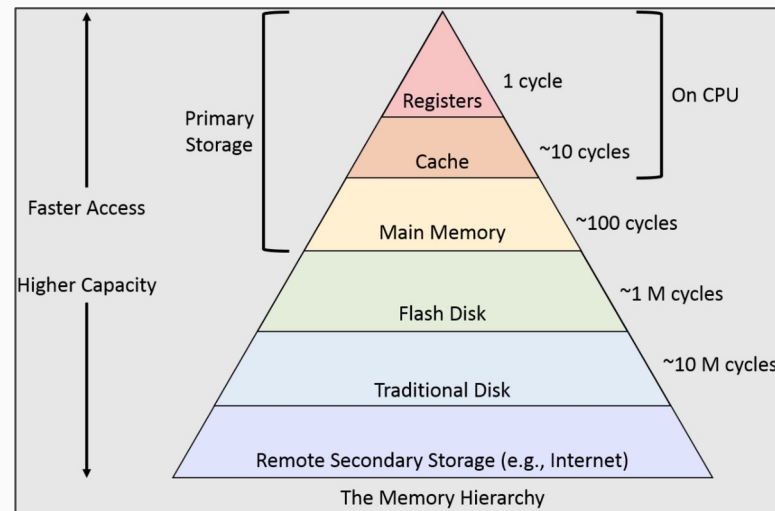 1 cycle
On CPU
Registers
Primary
Storage
Cache
~10 cycles
Faster Access
Main Memory
~100 cycles
Higher Capacity
Flash Disk
~1 M cycles
Traditional Disk
~10 M cycles
Remote Secondary Storage (e.g., Internet)
The Memory Hierarchy